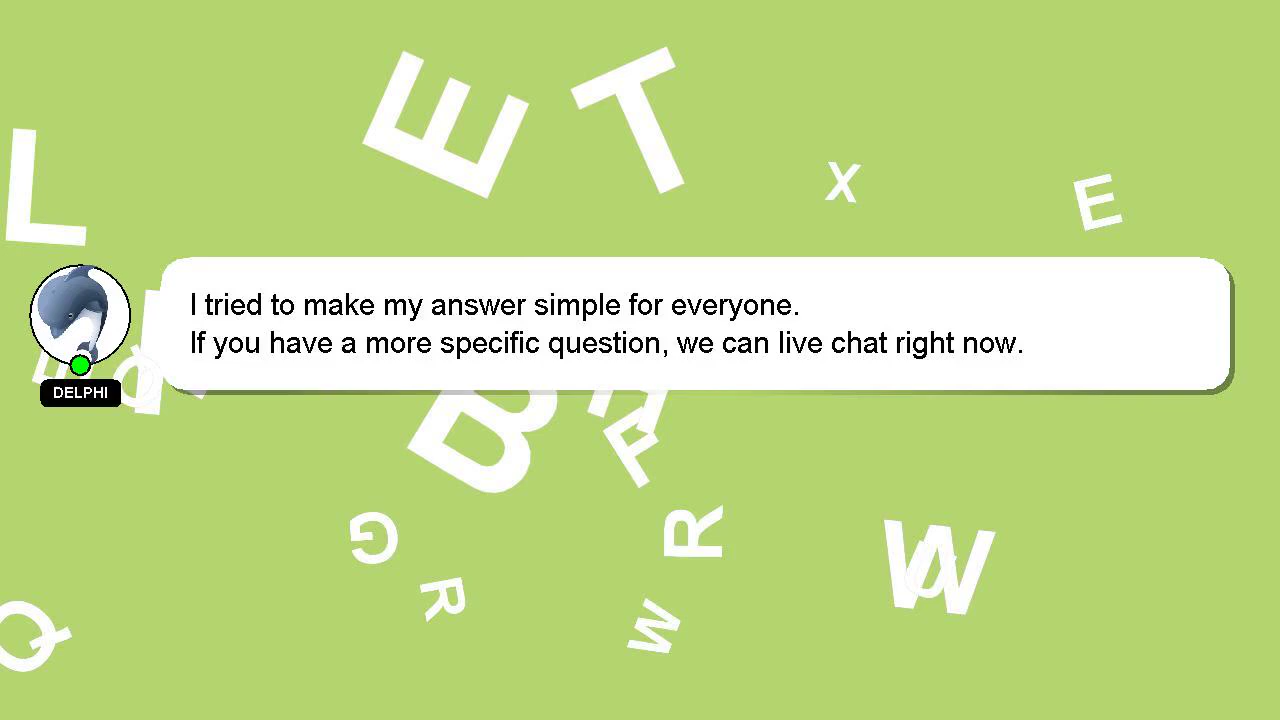 E T
L X E
I tried to make my answer simple for everyone.
If you have a more specific question, we can live chat right now.
DELPHI
B
F
G R W
R W
Q